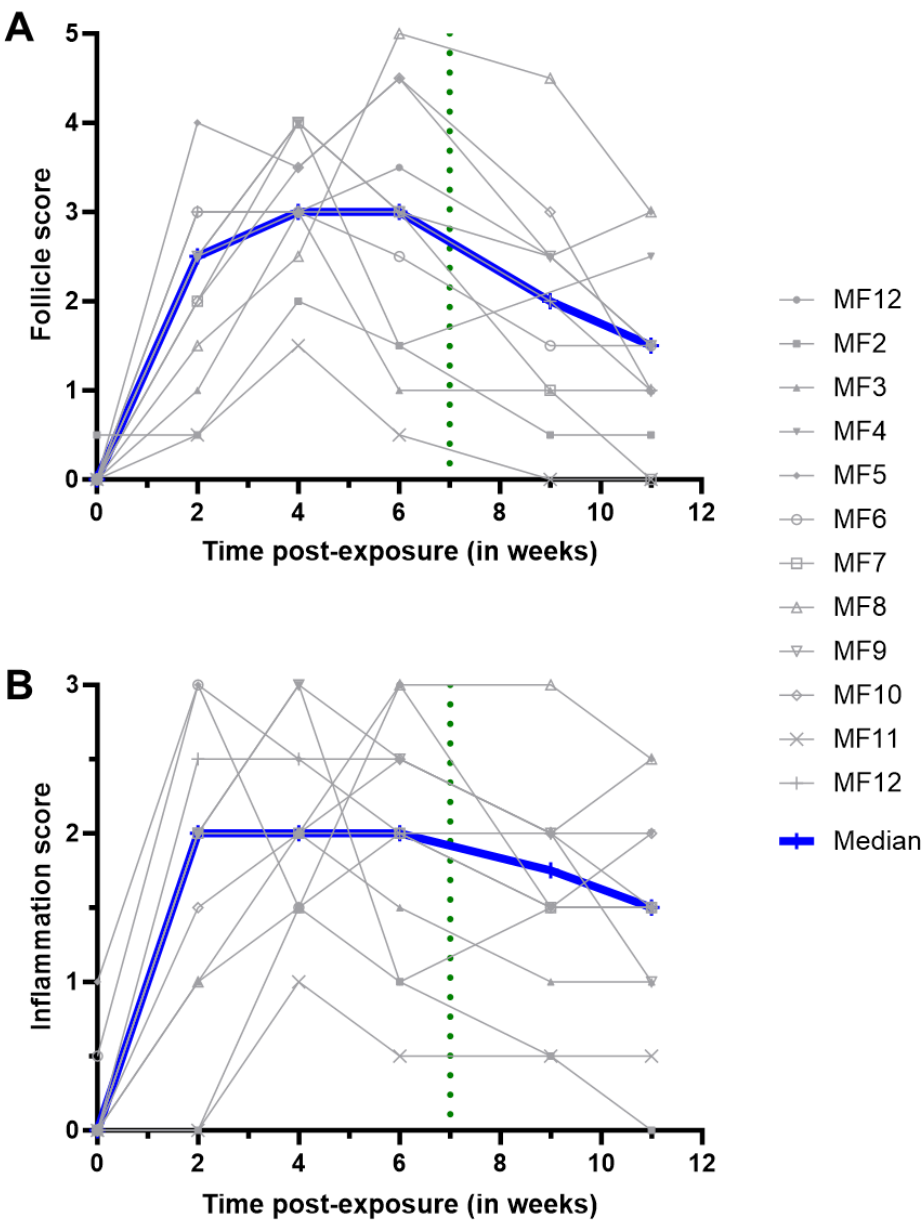 A
5
4
3
2
1
0
Follicle score
0 2 4 6 8 10 12
Time post-exposure (in weeks)
MF12
MF2
MF3
MF4
MF5
MF6
MF7
MF8
MF9
MF10
MF11
MF12
Median
B
3
2
1
0
Inflammation score
0 2 4 6 8 10 12
Time post-exposure (in weeks)